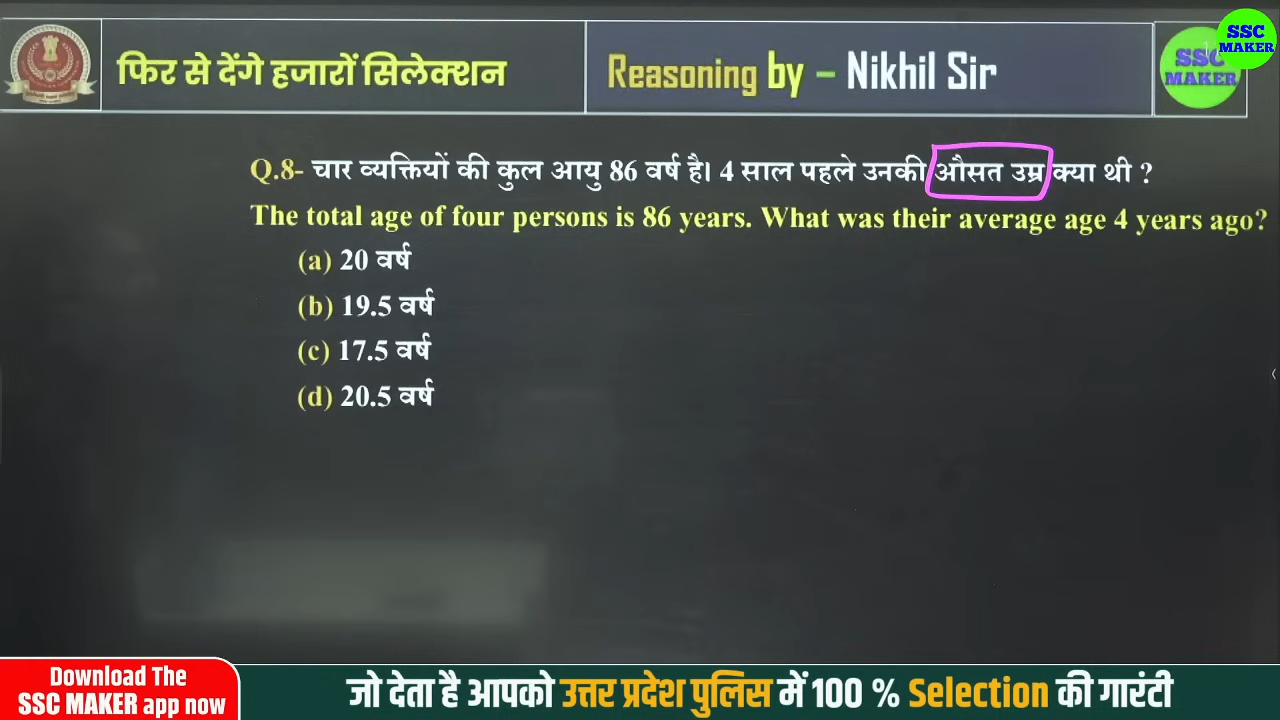 फिर से देंगे हजारों सिलेक्शन
Reasoning by – Nikhil Sir
SSC
MAKER
SSC
MAKER
Q.8- चार व्यक्तियों की कुल आयु 86 वर्ष है। 4 साल पहले उनकी औसत उम्र क्या थी ?
The total age of four persons is 86 years. What was their average age 4 years ago?
(a) 20 वर्ष
(b) 19.5 वर्ष
(c) 17.5 वर्ष
(d) 20.5 वर्ष
Download The
SSC MAKER app now
जो देता है आपको उत्तर प्रदेश पुलिस में 100 % Selection की गारंटी